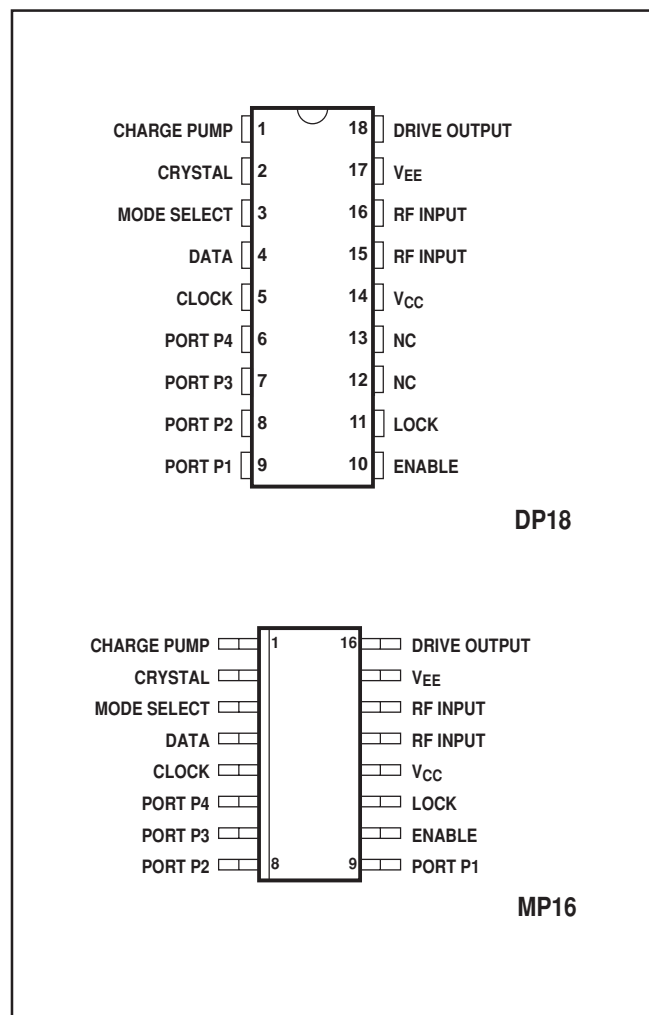 CHARGE PUMP 1 18 DRIVE OUTPUT
CRYSTAL 2 17 VEE
MODE SELECT 3 16 RF INPUT
DATA 4 15 RF INPUT
CLOCK 5 14 VCC
PORT P4 6 13 NC
PORT P3 7 12 NC
PORT P2 8 11 LOCK
PORT P1 9 10 ENABLE
DP18
CHARGE PUMP 1 16 DRIVE OUTPUT
CRYSTAL VEE
MODE SELECT RF INPUT
DATA RF INPUT
CLOCK VCC
PORT P4 LOCK
PORT P3 ENABLE
PORT P2 8 9 PORT P1
MP16